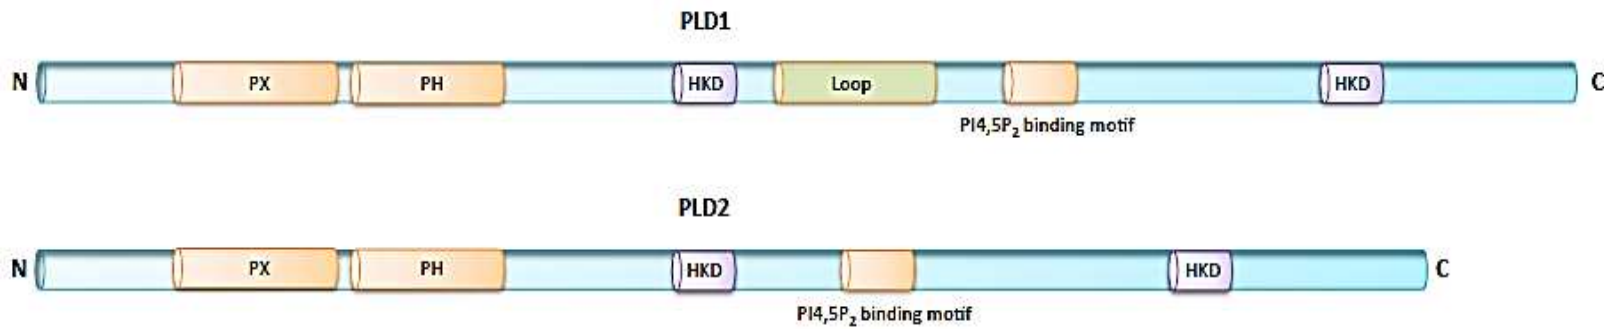 PLD1
N PX PH HKD Loop HKD C
PI4,5P₂ binding motif
PLD2
N PX PH HKD HKD C
PI4,5P₂ binding motif